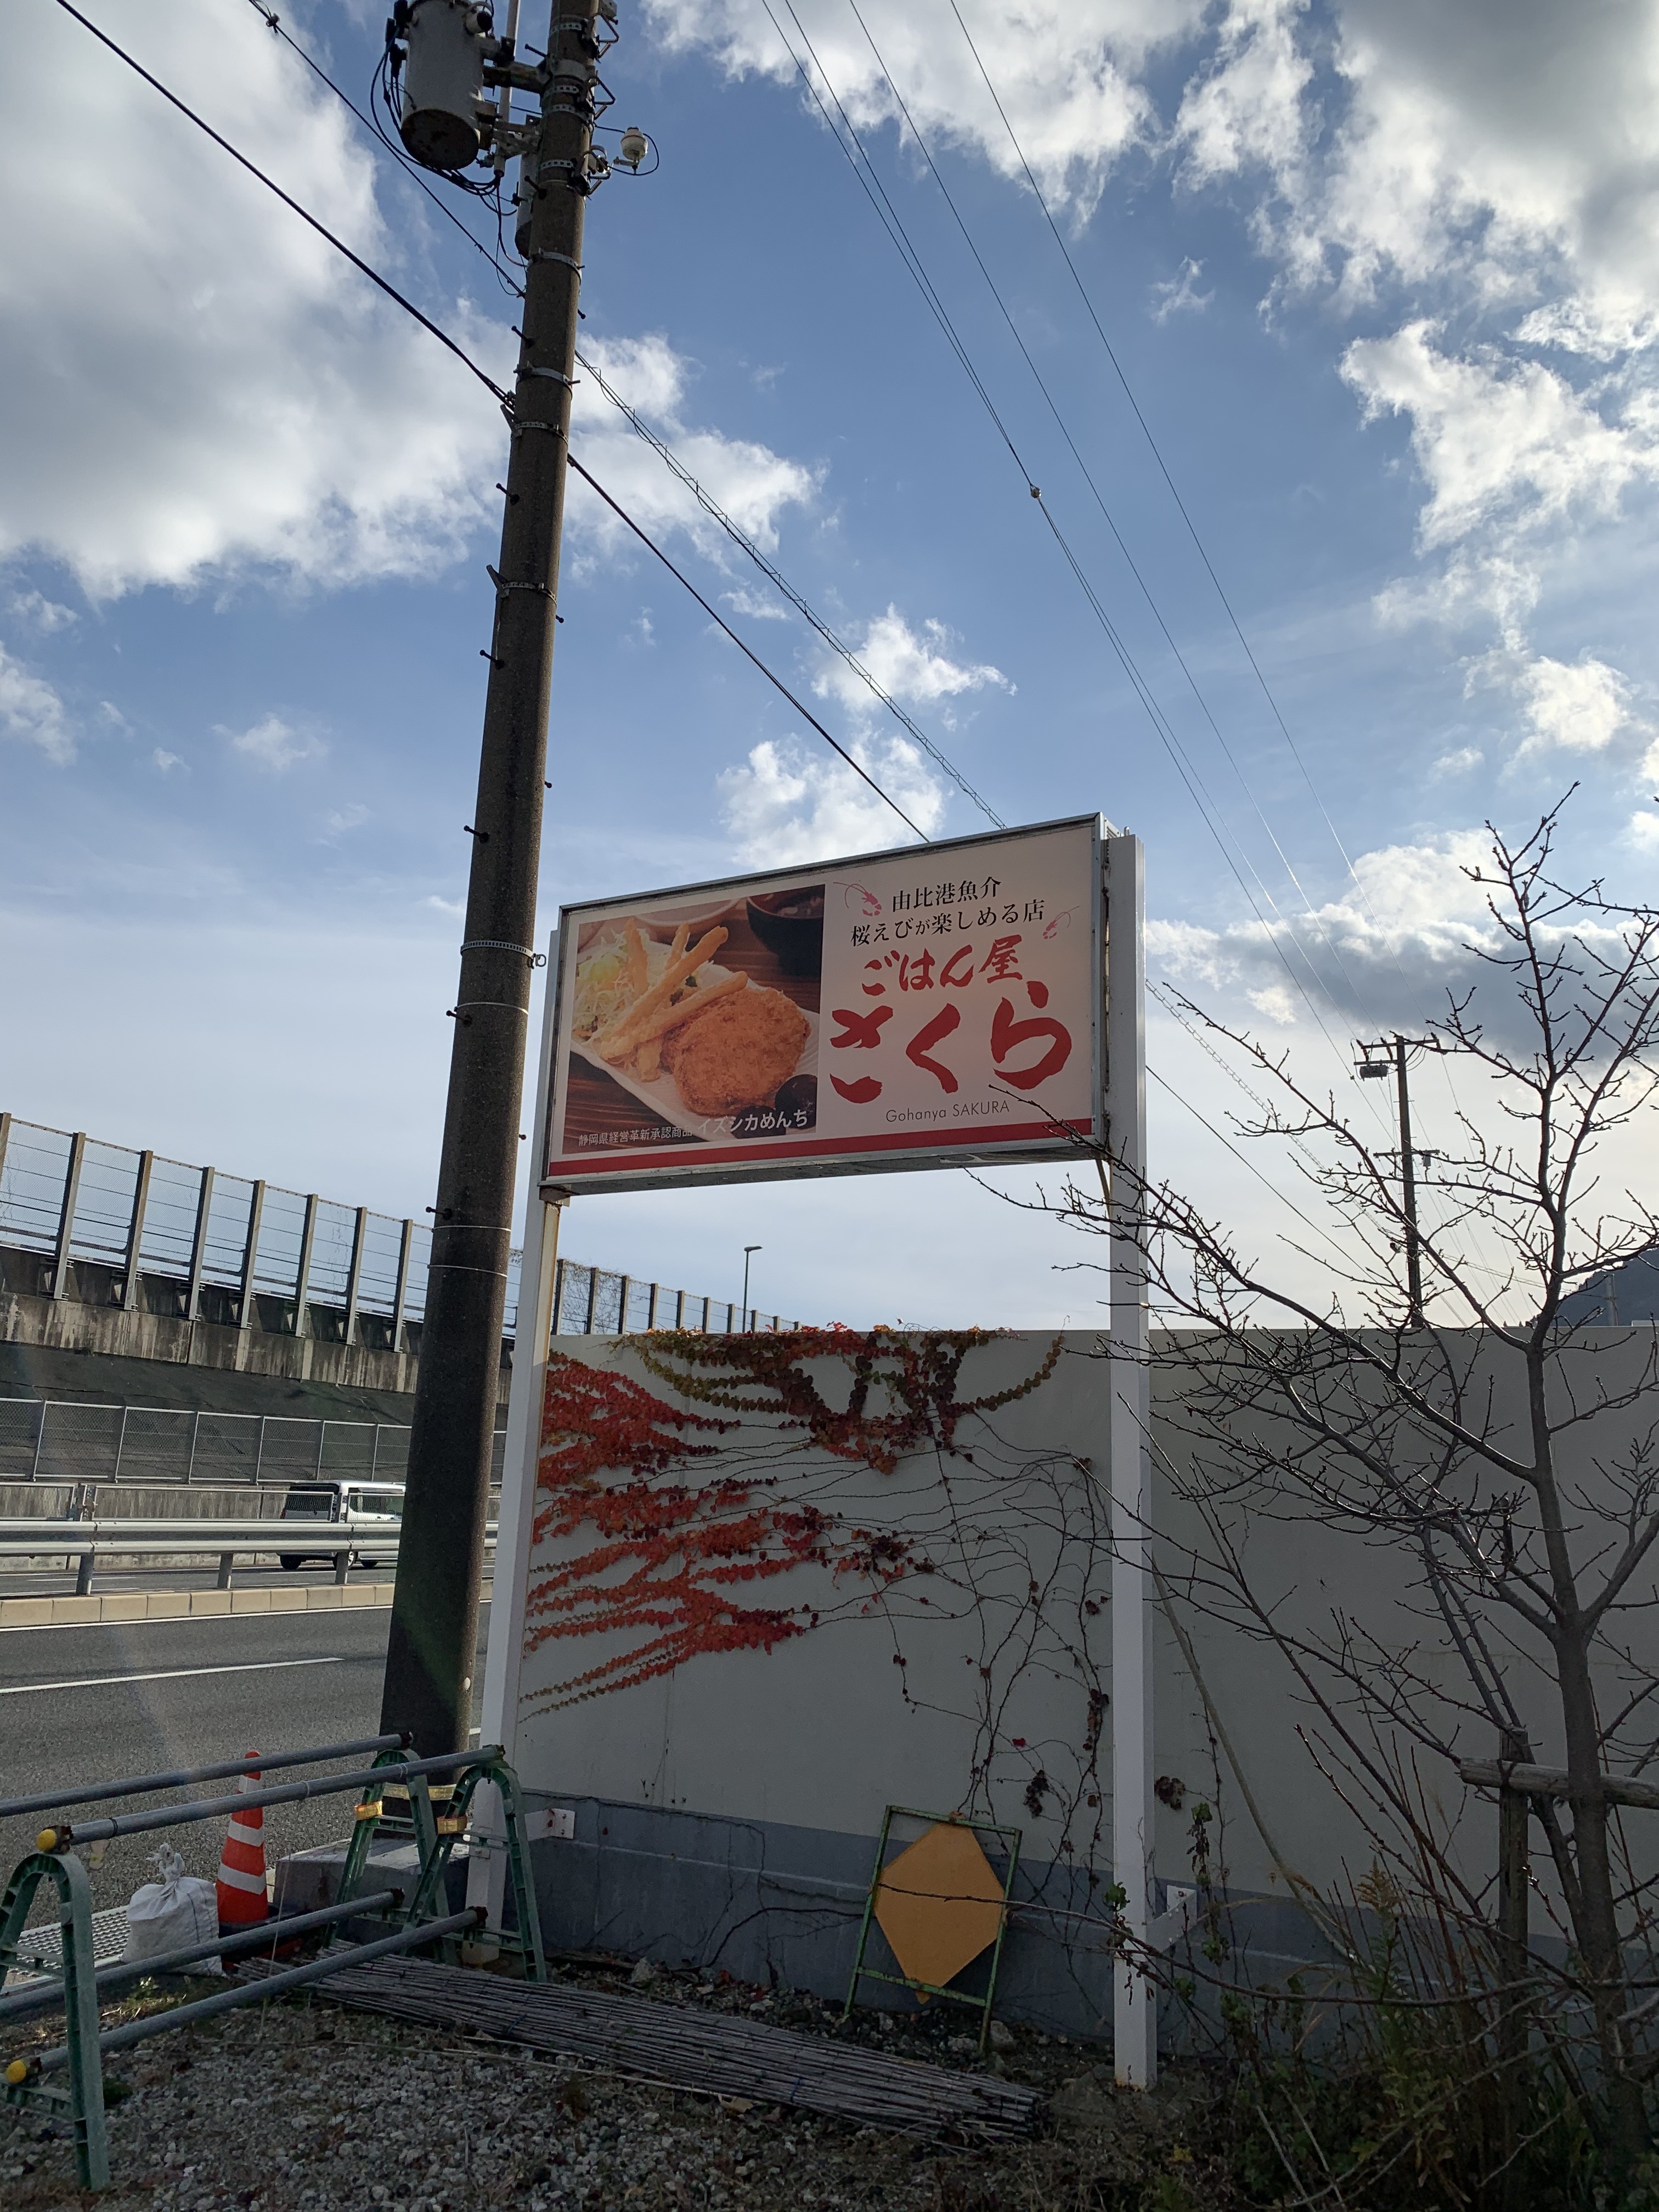 由比港魚介
桜えびが楽しめる店
ごはん屋
さくら
Gohanya SAKURA
静岡県経営革新承認商品 イズシカめんち